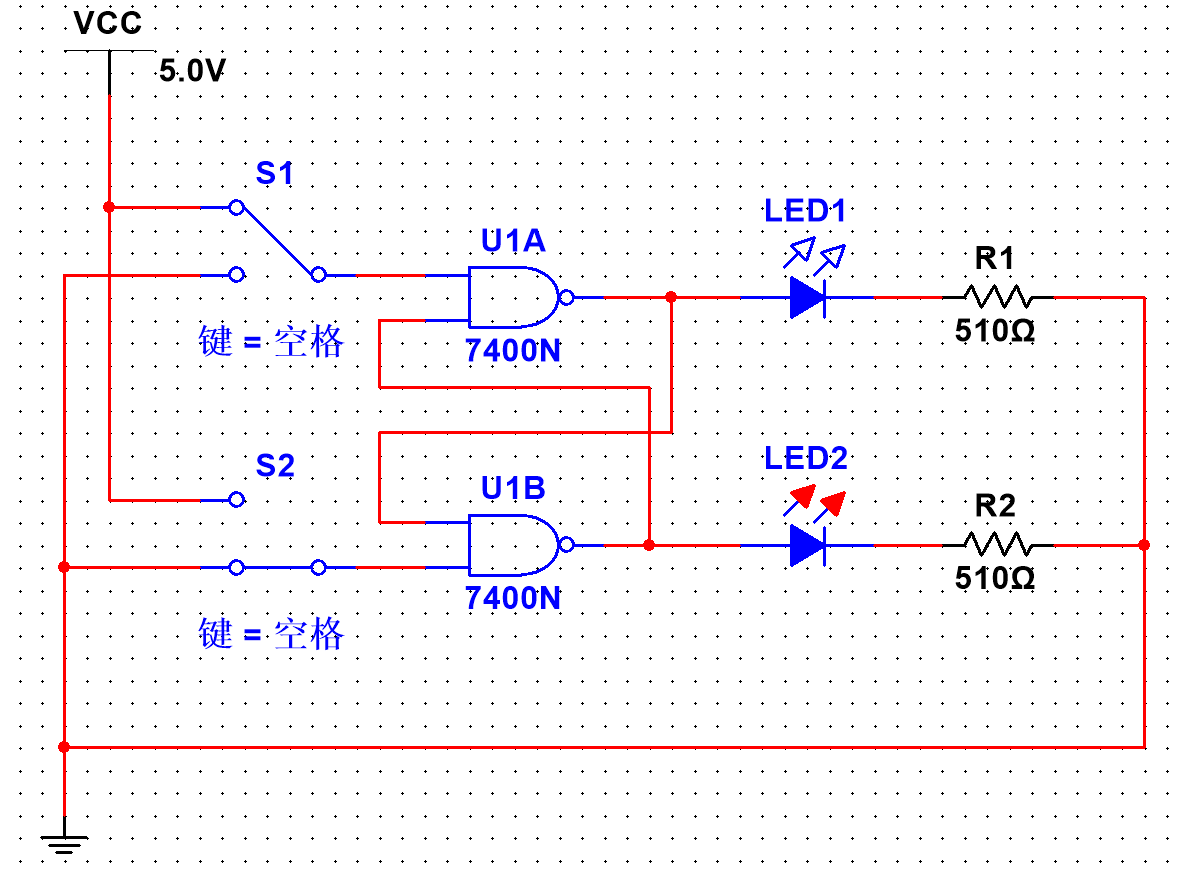 VCC
5.0V
S1
键 = 空格
U1A
7400N
LED1
R1
510Ω
S2
键 = 空格
U1B
7400N
LED2
R2
510Ω